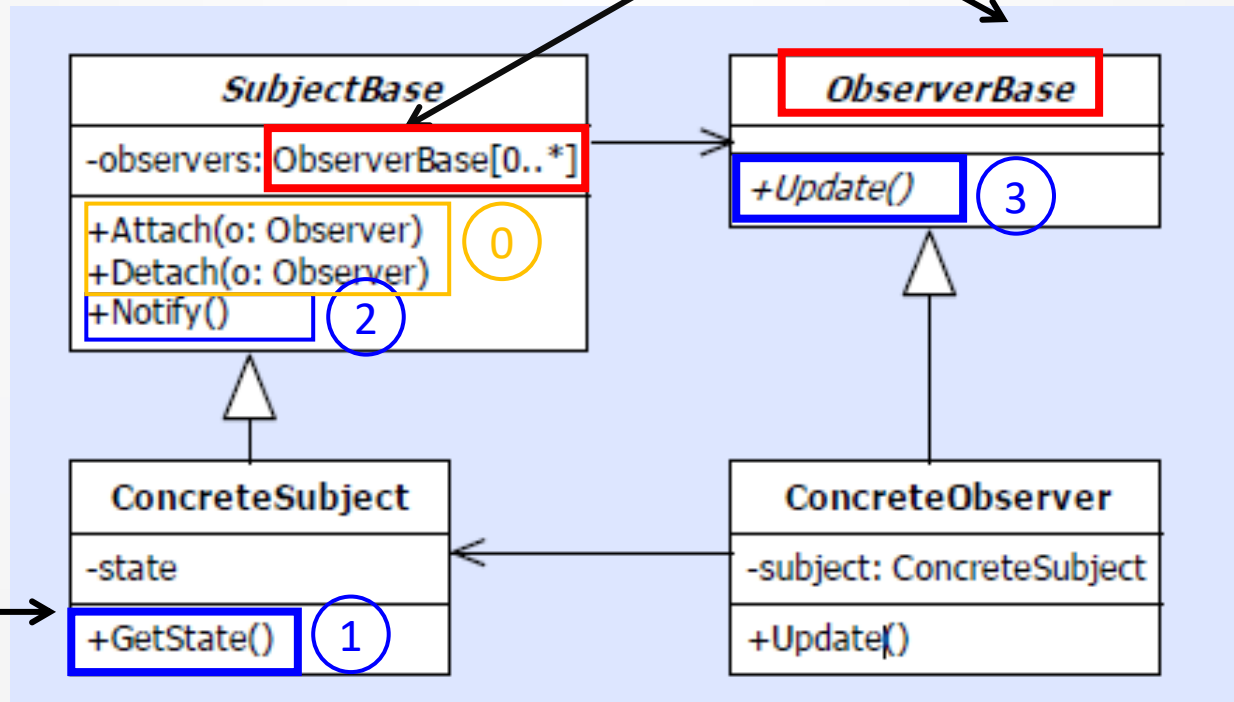 SubjectBase
-observers: ObserverBase[0..*]
+Attach(o: Observer)
+Detach(o: Observer)
0
+Notify()
2
ObserverBase
+Update()
3
ConcreteSubject
-state
+GetState()
1
ConcreteObserver
-subject: ConcreteSubject
+Update()